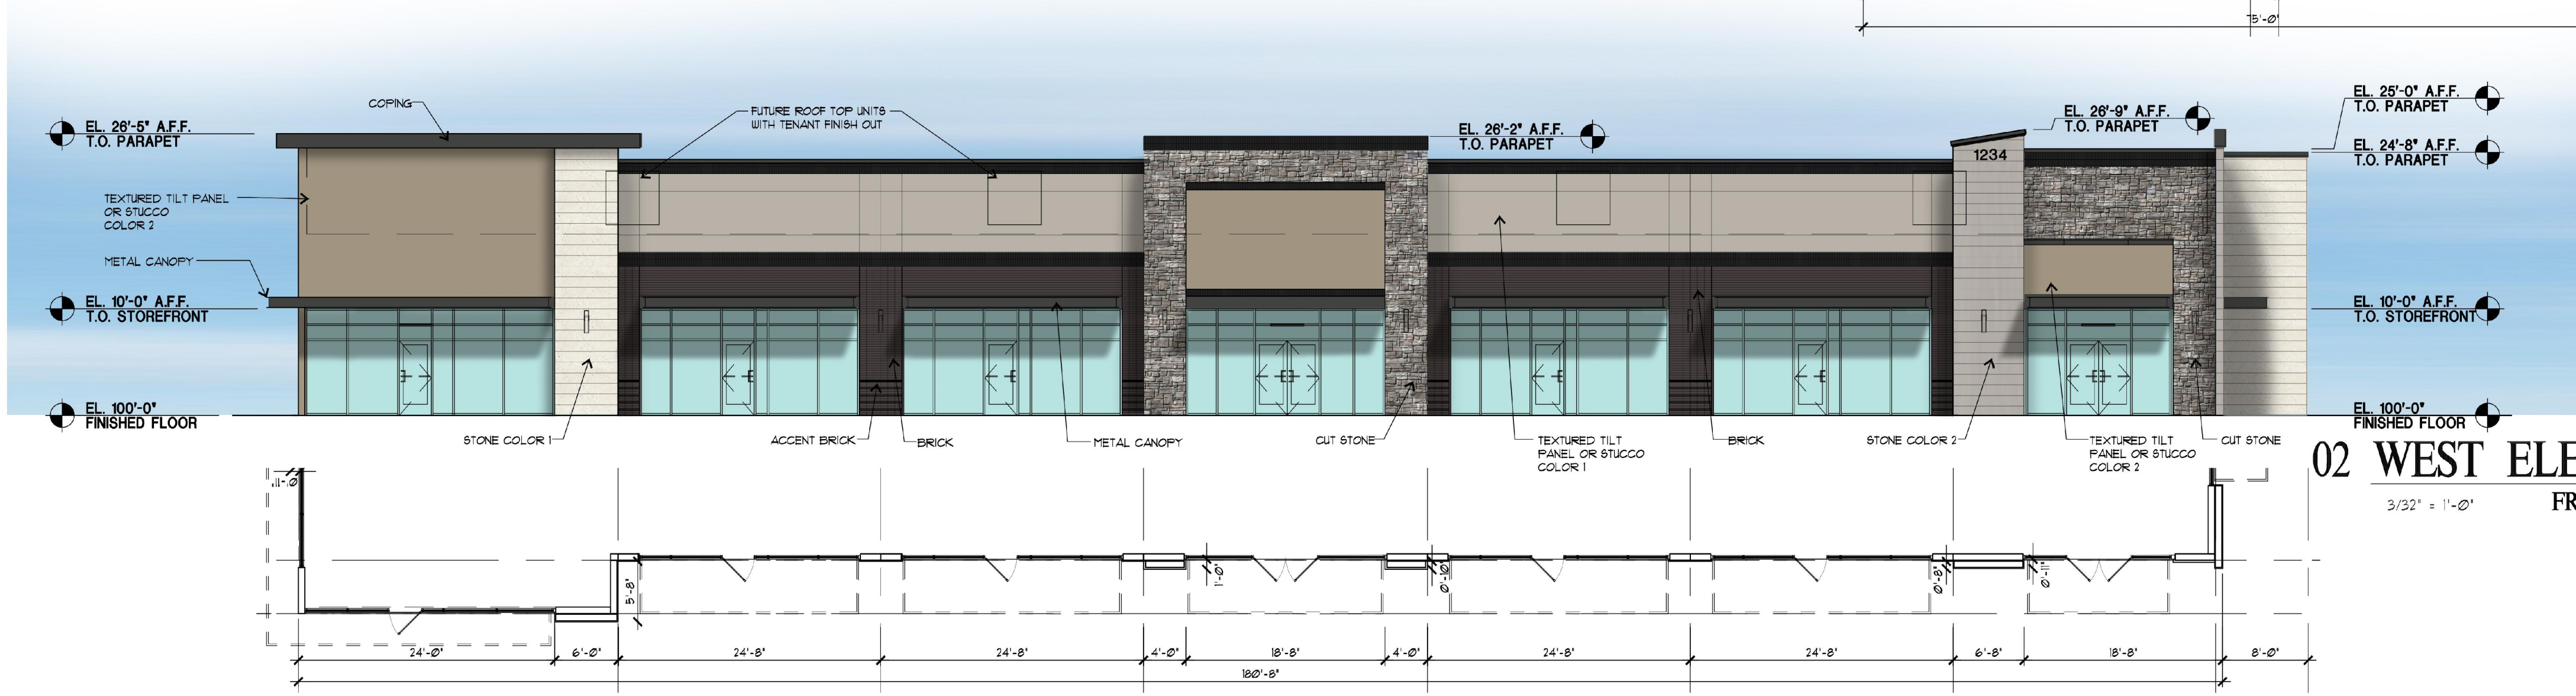 75'-0"
COPING
FUTURE ROOF TOP UNITS
WITH TENANT FINISH OUT
EL. 26'-5" A.F.F.
T.O. PARAPET
EL. 26'-2" A.F.F.
T.O. PARAPET
EL. 26'-9" A.F.F.
T.O. PARAPET
EL. 25'-0" A.F.F.
T.O. PARAPET
EL. 24'-8" A.F.F.
T.O. PARAPET
1234
TEXTURED TILT PANEL
OR STUCCO
COLOR 2
METAL CANOPY
EL. 10'-0" A.F.F.
T.O. STOREFRONT
EL. 10'-0" A.F.F.
T.O. STOREFRONT
EL. 100'-0"
FINISHED FLOOR
EL. 100'-0"
FINISHED FLOOR
STONE COLOR 1
ACCENT BRICK
BRICK
METAL CANOPY
CUT STONE
TEXTURED TILT
PANEL OR STUCCO
COLOR 1
BRICK
STONE COLOR 2
TEXTURED TILT
PANEL OR STUCCO
COLOR 2
CUT STONE
02 WEST ELE
3/32" = 1'-0"
FR
5'-8"
1'-0"
0'-10"
0'-8"
0'-11"
24'-0"
6'-0"
24'-8"
24'-8"
4'-0"
18'-8"
4'-0"
24'-8"
24'-8"
6'-8"
18'-8"
8'-0"
180'-8"